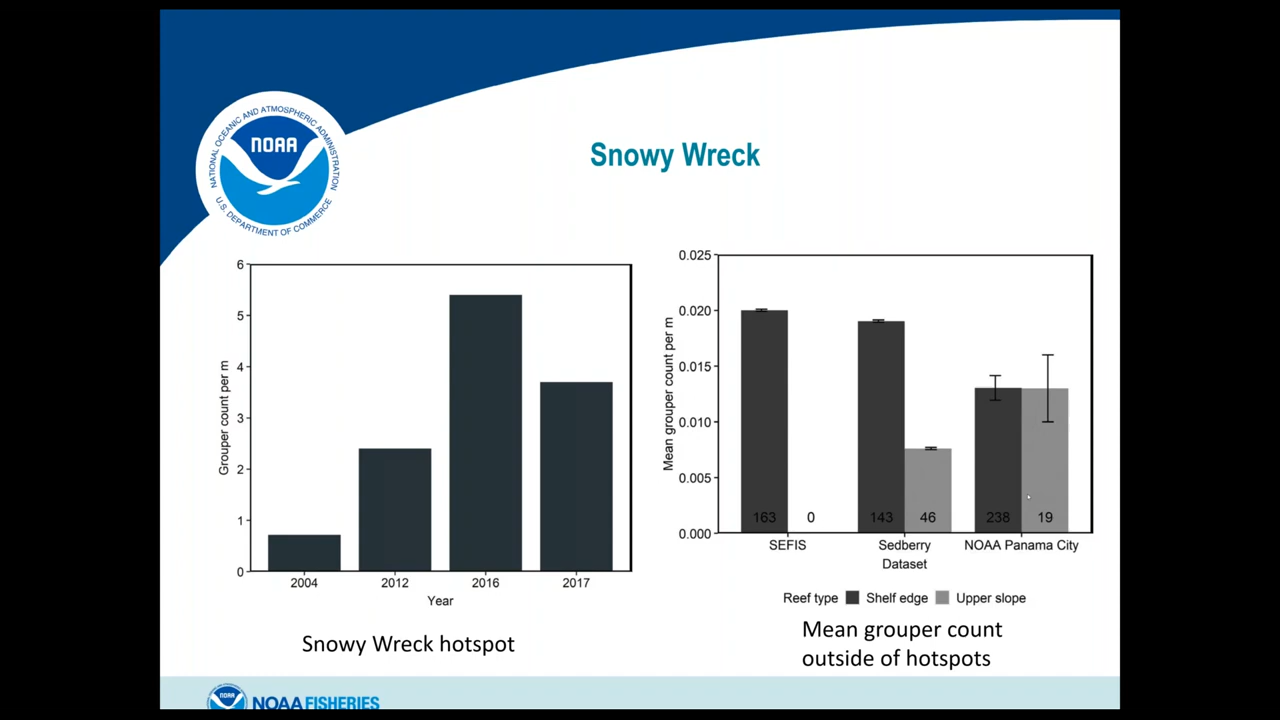 NATIONAL OCEANIC AND ATMOSPHERIC ADMINISTRATION
NOAA
U.S. DEPARTMENT OF COMMERCE
Snowy Wreck
Grouper count per m
6
5
4
3
2
1
0
2004 2012 2016 2017
Year
Snowy Wreck hotspot
Mean grouper count per m
0.025
0.020
0.015
0.010
0.005
0.000
163 0 143 46 238 19
SEFIS Sedberry NOAA Panama City
Dataset
Reef type Shelf edge Upper slope
Mean grouper count
outside of hotspots
NOAA
NOAA FISHERIES